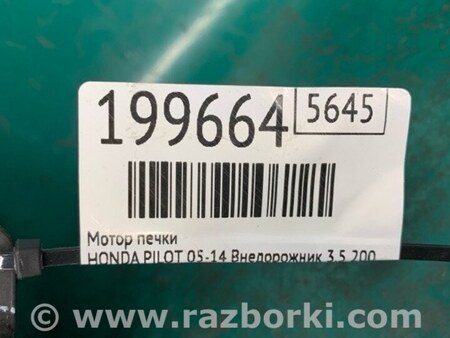 199664 5645
Мотор печки
HONDA PILOT 05-14 Внедорожник 3.5 200
© www.razborki.com